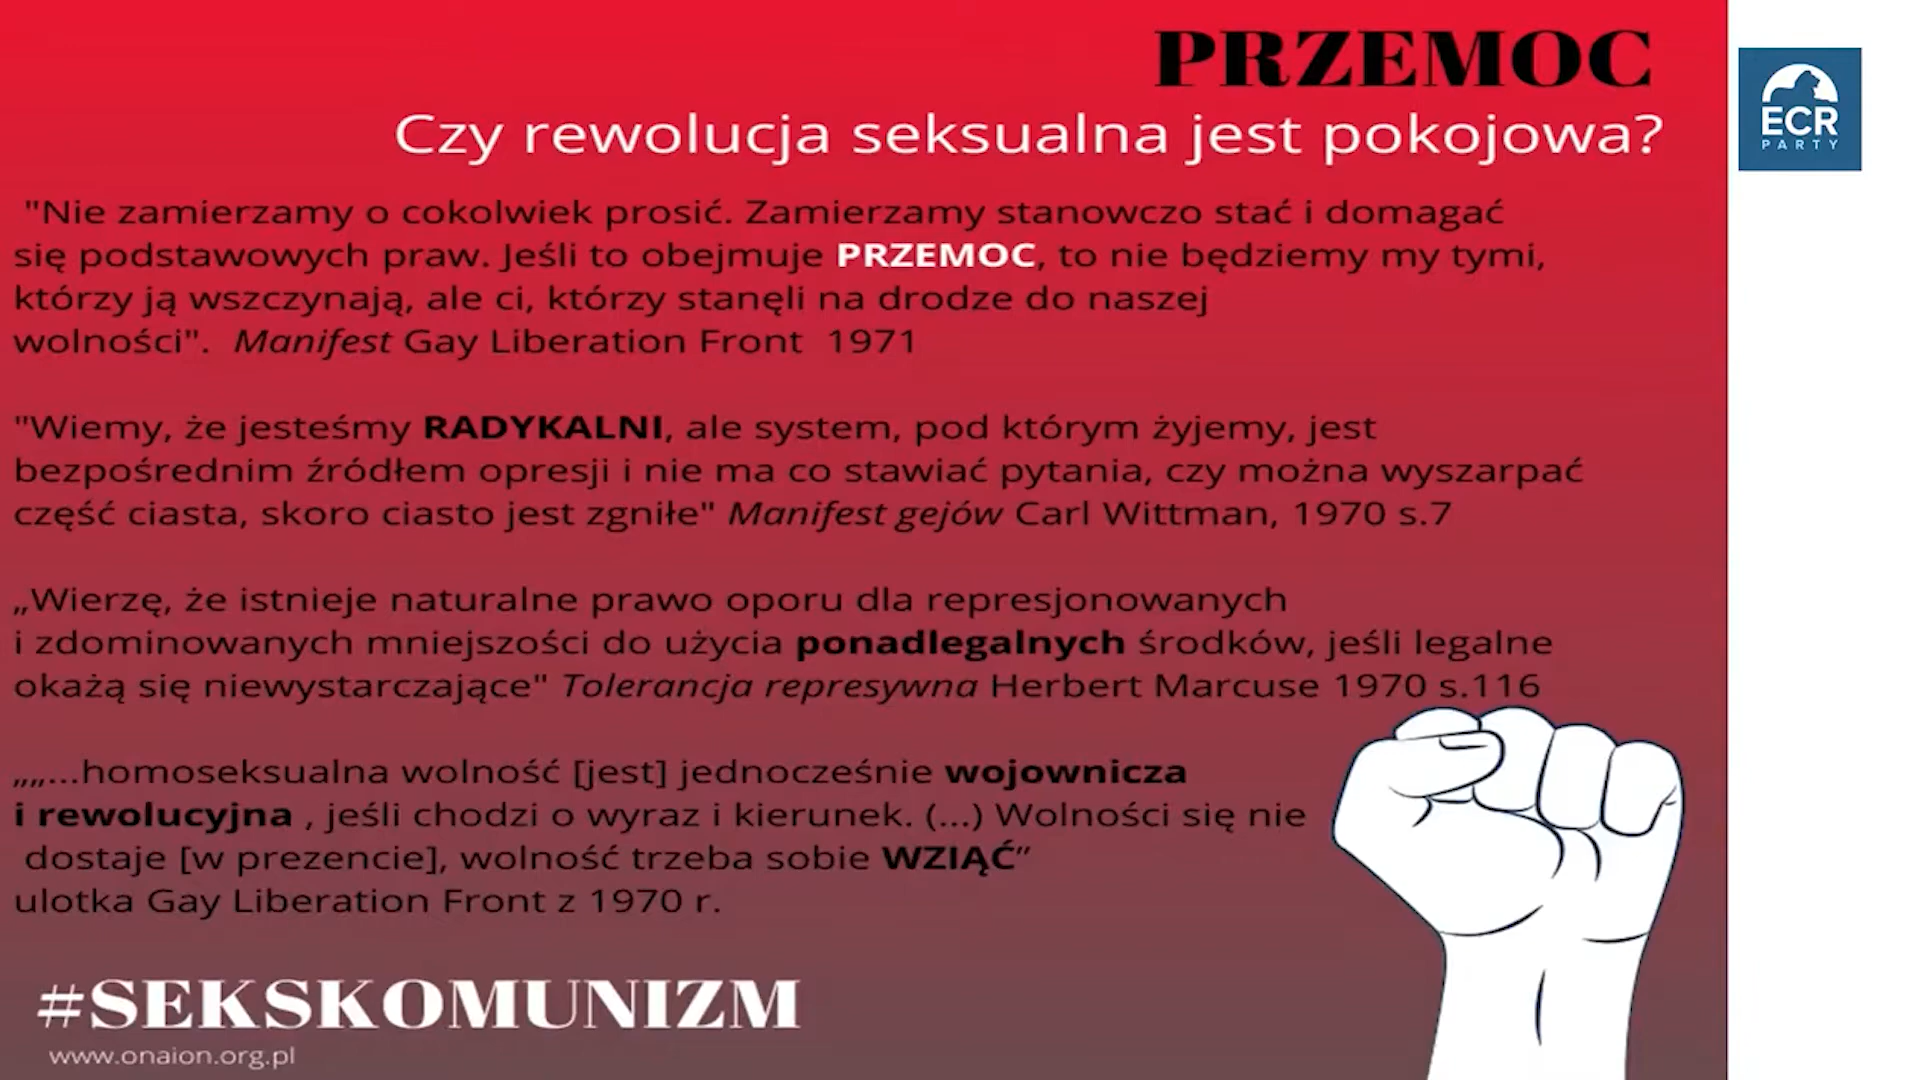 PRZEMOC
Czy rewolucja seksualna jest pokojowa?
ECR
PARTY
"Nie zamierzamy o cokolwiek prosić. Zamierzamy stanowczo stać i domagać
się podstawowych praw. Jeśli to obejmuje PRZEMOC, to nie będziemy my tymi,
którzy ją wszczynają, ale ci, którzy stanęli na drodze do naszej
wolności". Manifest Gay Liberation Front 1971
"Wiemy, że jesteśmy RADYKALNI, ale system, pod którym żyjemy, jest
bezpośrednim źródłem opresji i nie ma co stawiać pytania, czy można wyszarpać
część ciasta, skoro ciasto jest zgniłe" Manifest gejów Carl Wittman, 1970 s.7
„Wierzę, że istnieje naturalne prawo oporu dla represjonowanych
i zdominowanych mniejszości do użycia ponadlegalnych środków, jeśli legalne
okażą się niewystarczające" Tolerancja represywna Herbert Marcuse 1970 s.116
„„...homoseksualna wolność [jest] jednocześnie wojownicza
i rewolucyjna , jeśli chodzi o wyraz i kierunek. (...) Wolności się nie
dostaje [w prezencie], wolność trzeba sobie WZIĄĆ”
ulotka Gay Liberation Front z 1970 r.
#SEKSKOMUNIZM
www.onaion.org.pl